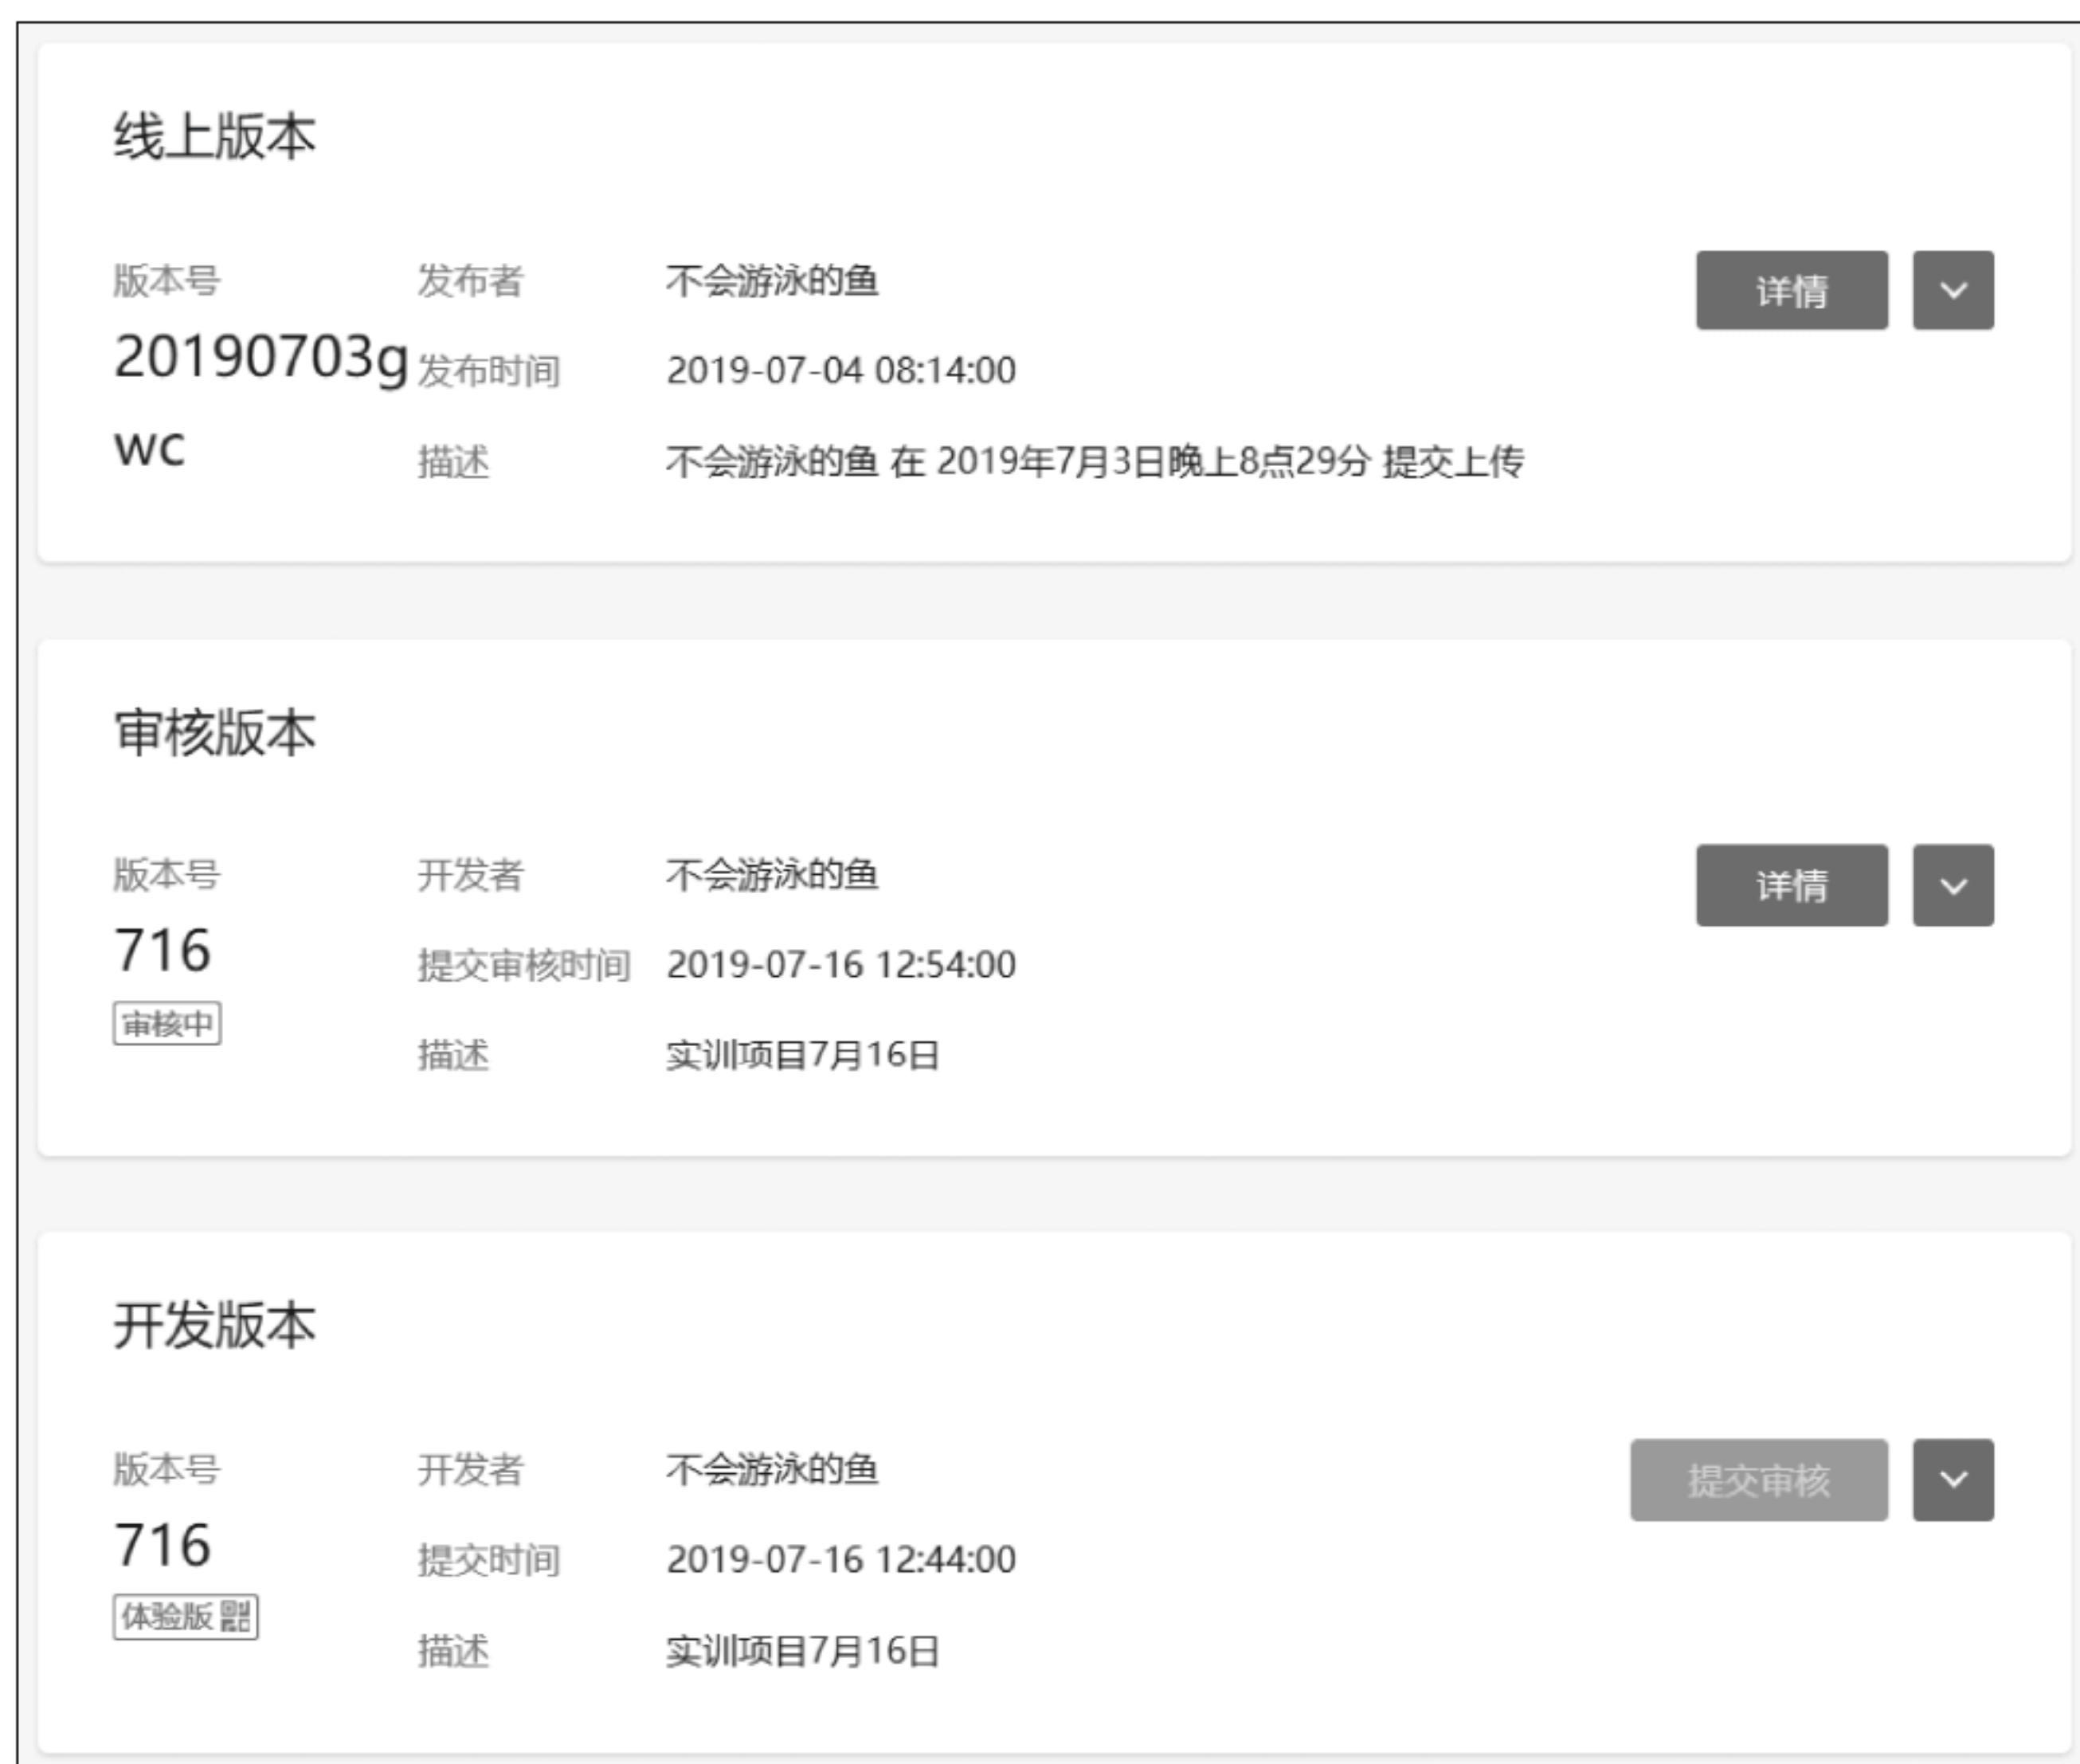 线上版本
版本号 发布者 不会游泳的鱼 详情
20190703g 发布时间 2019-07-04 08:14:00
wc 描述 不会游泳的鱼 在 2019年7月3日晚上8点29分 提交上传
审核版本
版本号 开发者 不会游泳的鱼 详情
716 提交审核时间 2019-07-16 12:54:00
审核中
描述 实训项目7月16日
开发版本
版本号 开发者 不会游泳的鱼 提交审核
716 提交时间 2019-07-16 12:44:00
体验版
描述 实训项目7月16日